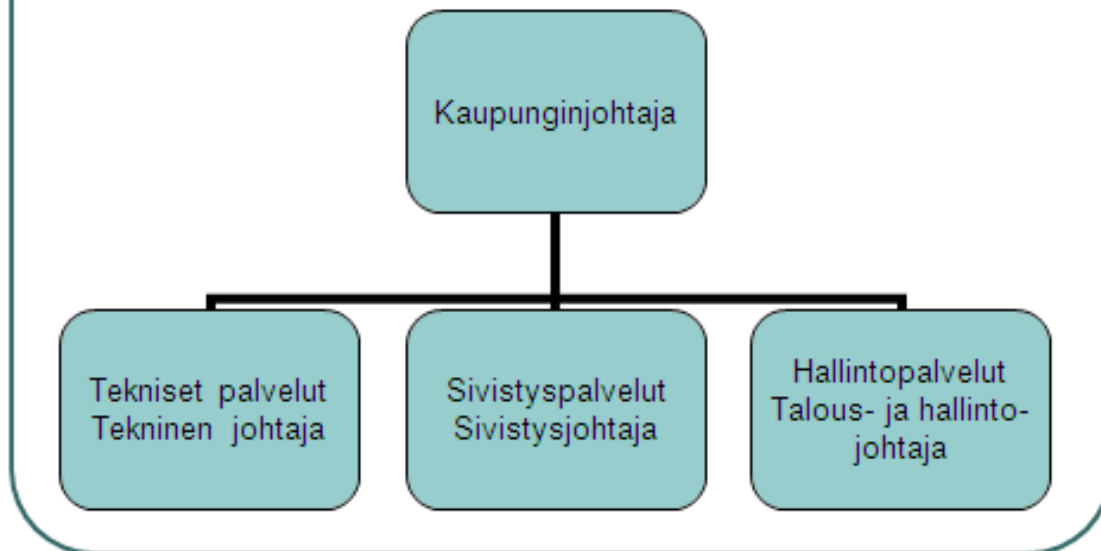 Kaupunginjohtaja
Tekniset palvelut
Tekninen johtaja
Sivistyspalvelut
Sivistysjohtaja
Hallintopalvelut
Talous- ja hallinto-
johtaja